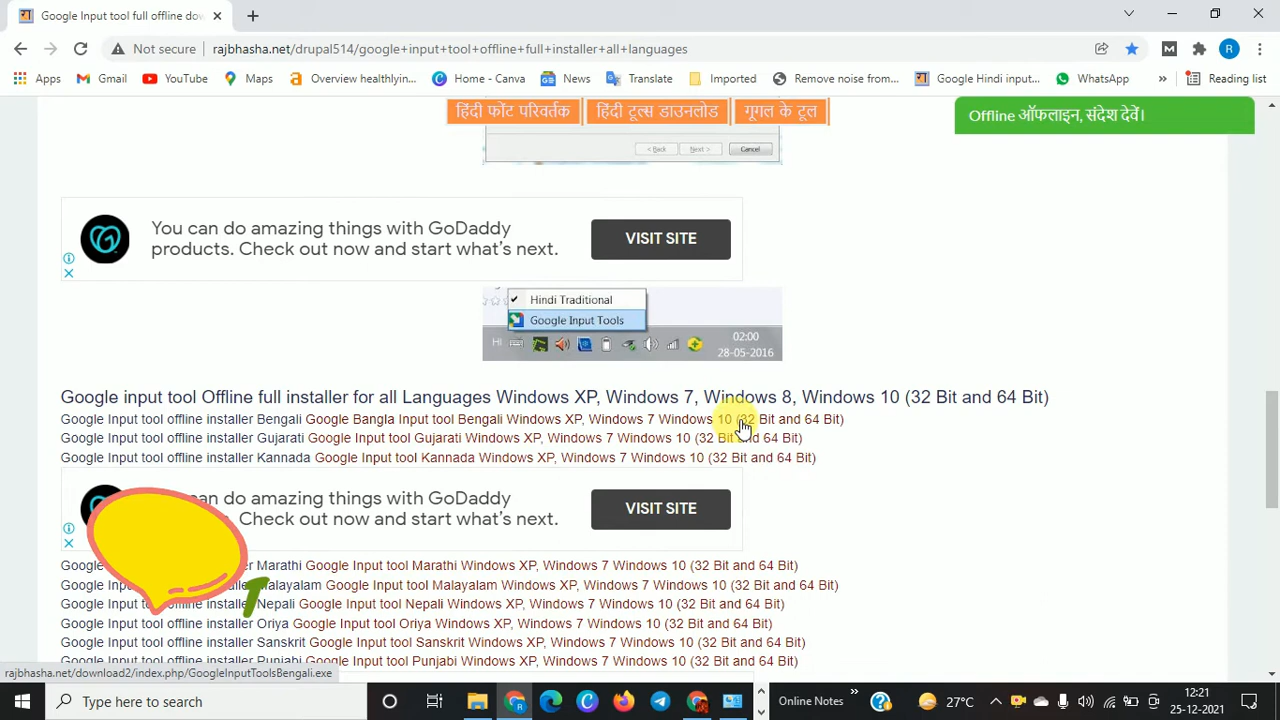 Google Input tool full offline dow
Not secure
rajbhasha.net/drupal514/google+input+tool+offline+full+installer+all+languages
M
R
Apps
Gmail
YouTube
Maps
Overview healthlyin...
Home - Canva
News
Translate
Imported
Remove noise from...
Google Hindi input...
WhatsApp
»
Reading list
हिंदी फोंट परिवर्तक
हिंदी टूल्स डाउनलोड
गूगल के टूल
Offline ऑफलाइन, संदेश देवें।
< Back
Next >
Cancel
You can do amazing things with GoDaddy
products. Check out now and start what's next.
VISIT SITE
Hindi Traditional
Google Input Tools
HI
02:00
28-05-2016
Google input tool Offline full installer for all Languages Windows XP, Windows 7, Windows 8, Windows 10 (32 Bit and 64 Bit)
Google Input tool offline installer Bengali Google Bangla Input tool Bengali Windows XP, Windows 7 Windows 10 (32 Bit and 64 Bit)
Google Input tool offline installer Gujarati Google Input tool Gujarati Windows XP, Windows 7 Windows 10 (32 Bit and 64 Bit)
Google Input tool offline installer Kannada Google Input tool Kannada Windows XP, Windows 7 Windows 10 (32 Bit and 64 Bit)
can do amazing things with GoDaddy
Check out now and start what's next.
VISIT SITE
Marathi Google Input tool Marathi Windows XP, Windows 7 Windows 10 (32 Bit and 64 Bit)
Google Input tool Malayalam Windows XP, Windows 7 Windows 10 (32 Bit and 64 Bit)
Google Input Nepali Google Input tool Nepali Windows XP, Windows 7 Windows 10 (32 Bit and 64 Bit)
Google Input tool offline installer Oriya Google Input tool Oriya Windows XP, Windows 7 Windows 10 (32 Bit and 64 Bit)
Google Input tool offline installer Sanskrit Google Input tool Sanskrit Windows XP, Windows 7 Windows 10 (32 Bit and 64 Bit)
Google Input tool offline installer Punjabi Google Input tool Punjabi Windows XP, Windows 7 Windows 10 (32 Bit and 64 Bit)
rajbhasha.net/download2/index.php/GoogleInputToolsBengali.exe
Type here to search
Online Notes
»
27°C
12:21
25-12-2021